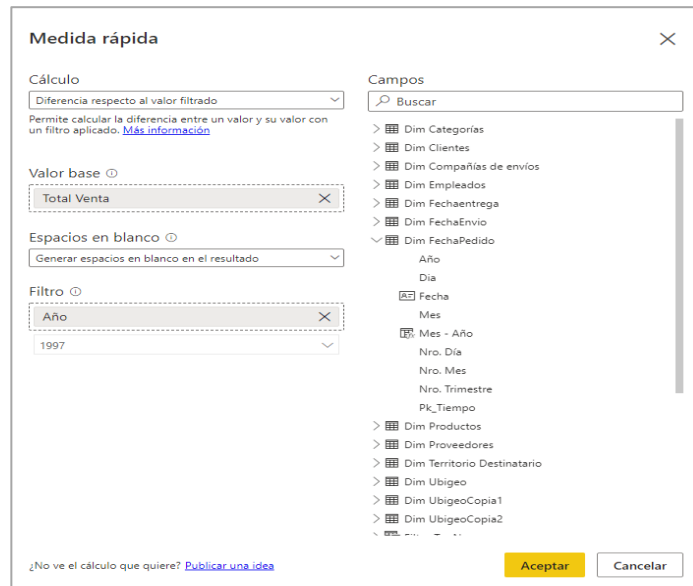 Medida rápida
Cálculo
Diferencia respecto al valor filtrado
Permite calcular la diferencia entre un valor y su valor con
un filtro aplicado. Más información
Valor base
Total Venta
Espacios en blanco
Generar espacios en blanco en el resultado
Filtro
Año
1997
Campos
Buscar
Dim Categorías
Dim Clientes
Dim Compañías de envíos
Dim Empleados
Dim Fechaentrega
Dim FechaEnvio
Dim FechaPedido
Año
Dia
Fecha
Mes
Mes - Año
Nro. Día
Nro. Mes
Nro. Trimestre
Pk_Tiempo
Dim Productos
Dim Proveedores
Dim Territorio Destinatario
Dim Ubigeo
Dim UbigeoCopia1
Dim UbigeoCopia2
¿No ve el cálculo que quiere? Publicar una idea
Aceptar
Cancelar